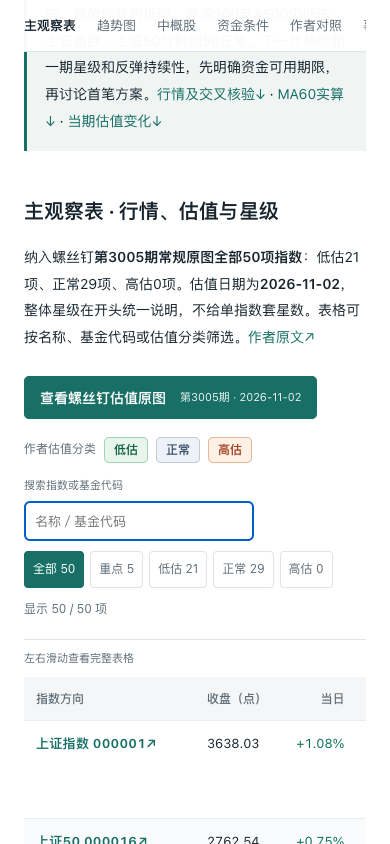 主观察表 趋势图 中概股 资金条件 作者对照
一期星级和反弹持续性，先明确资金可用期限，
再讨论首笔方案。行情及交叉核验↓ · MA60实算
↓ · 当期估值变化↓
主观察表 · 行情、估值与星级
纳入螺丝钉第3005期常规原图全部50项指数：低估21
项、正常29项、高估0项。估值日期为2026-11-02，
整体星级在开头统一说明，不给单指数套星数。表格可
按名称、基金代码或估值分类筛选。作者原文↗
查看螺丝钉估值原图 第3005期 · 2026-11-02
作者估值分类 低估 正常 高估
搜索指数或基金代码
名称 / 基金代码
全部 50 重点 5 低估 21 正常 29 高估 0
显示 50 / 50 项
左右滑动查看完整表格
指数方向 收盘（点） 当日
上证指数 000001↗ 3638.03 +1.08%
上证50 000016↗ 2762.54 +0.75%